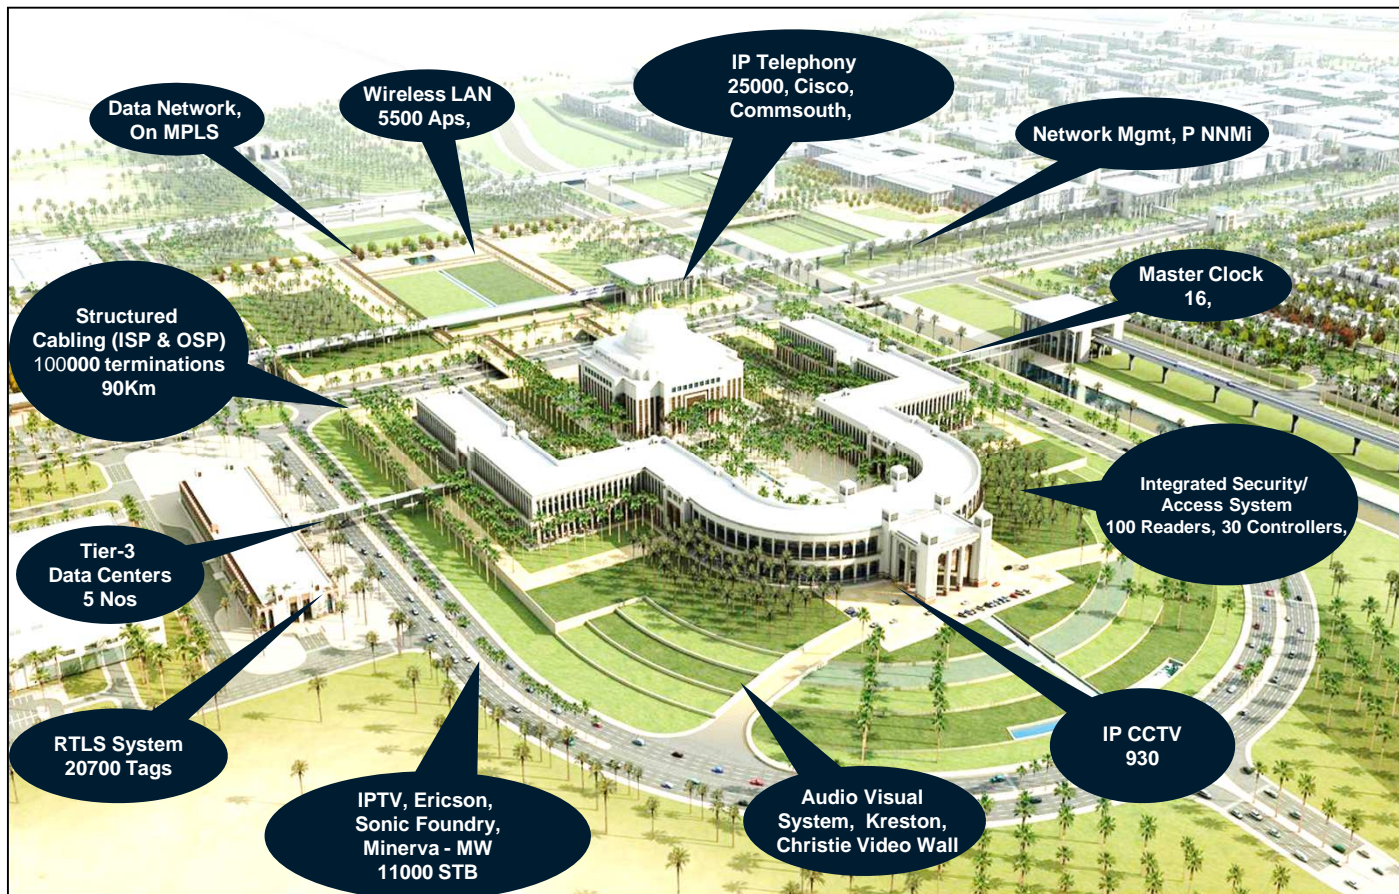 Data Network,
On MPLS
Wireless LAN
5500 Aps,
IP Telephony
25000, Cisco,
Commsouth,
Network Mgmt, P NNMi
Master Clock
16,
Structured
Cabling (ISP & OSP)
100000 terminations
90Km
Integrated Security/
Access System
100 Readers, 30 Controllers,
Tier-3
Data Centers
5 Nos
RTLS System
20700 Tags
IPTV, Ericson,
Sonic Foundry,
Minerva - MW
11000 STB
Audio Visual
System, Kreston,
Christie Video Wall
IP CCTV
930